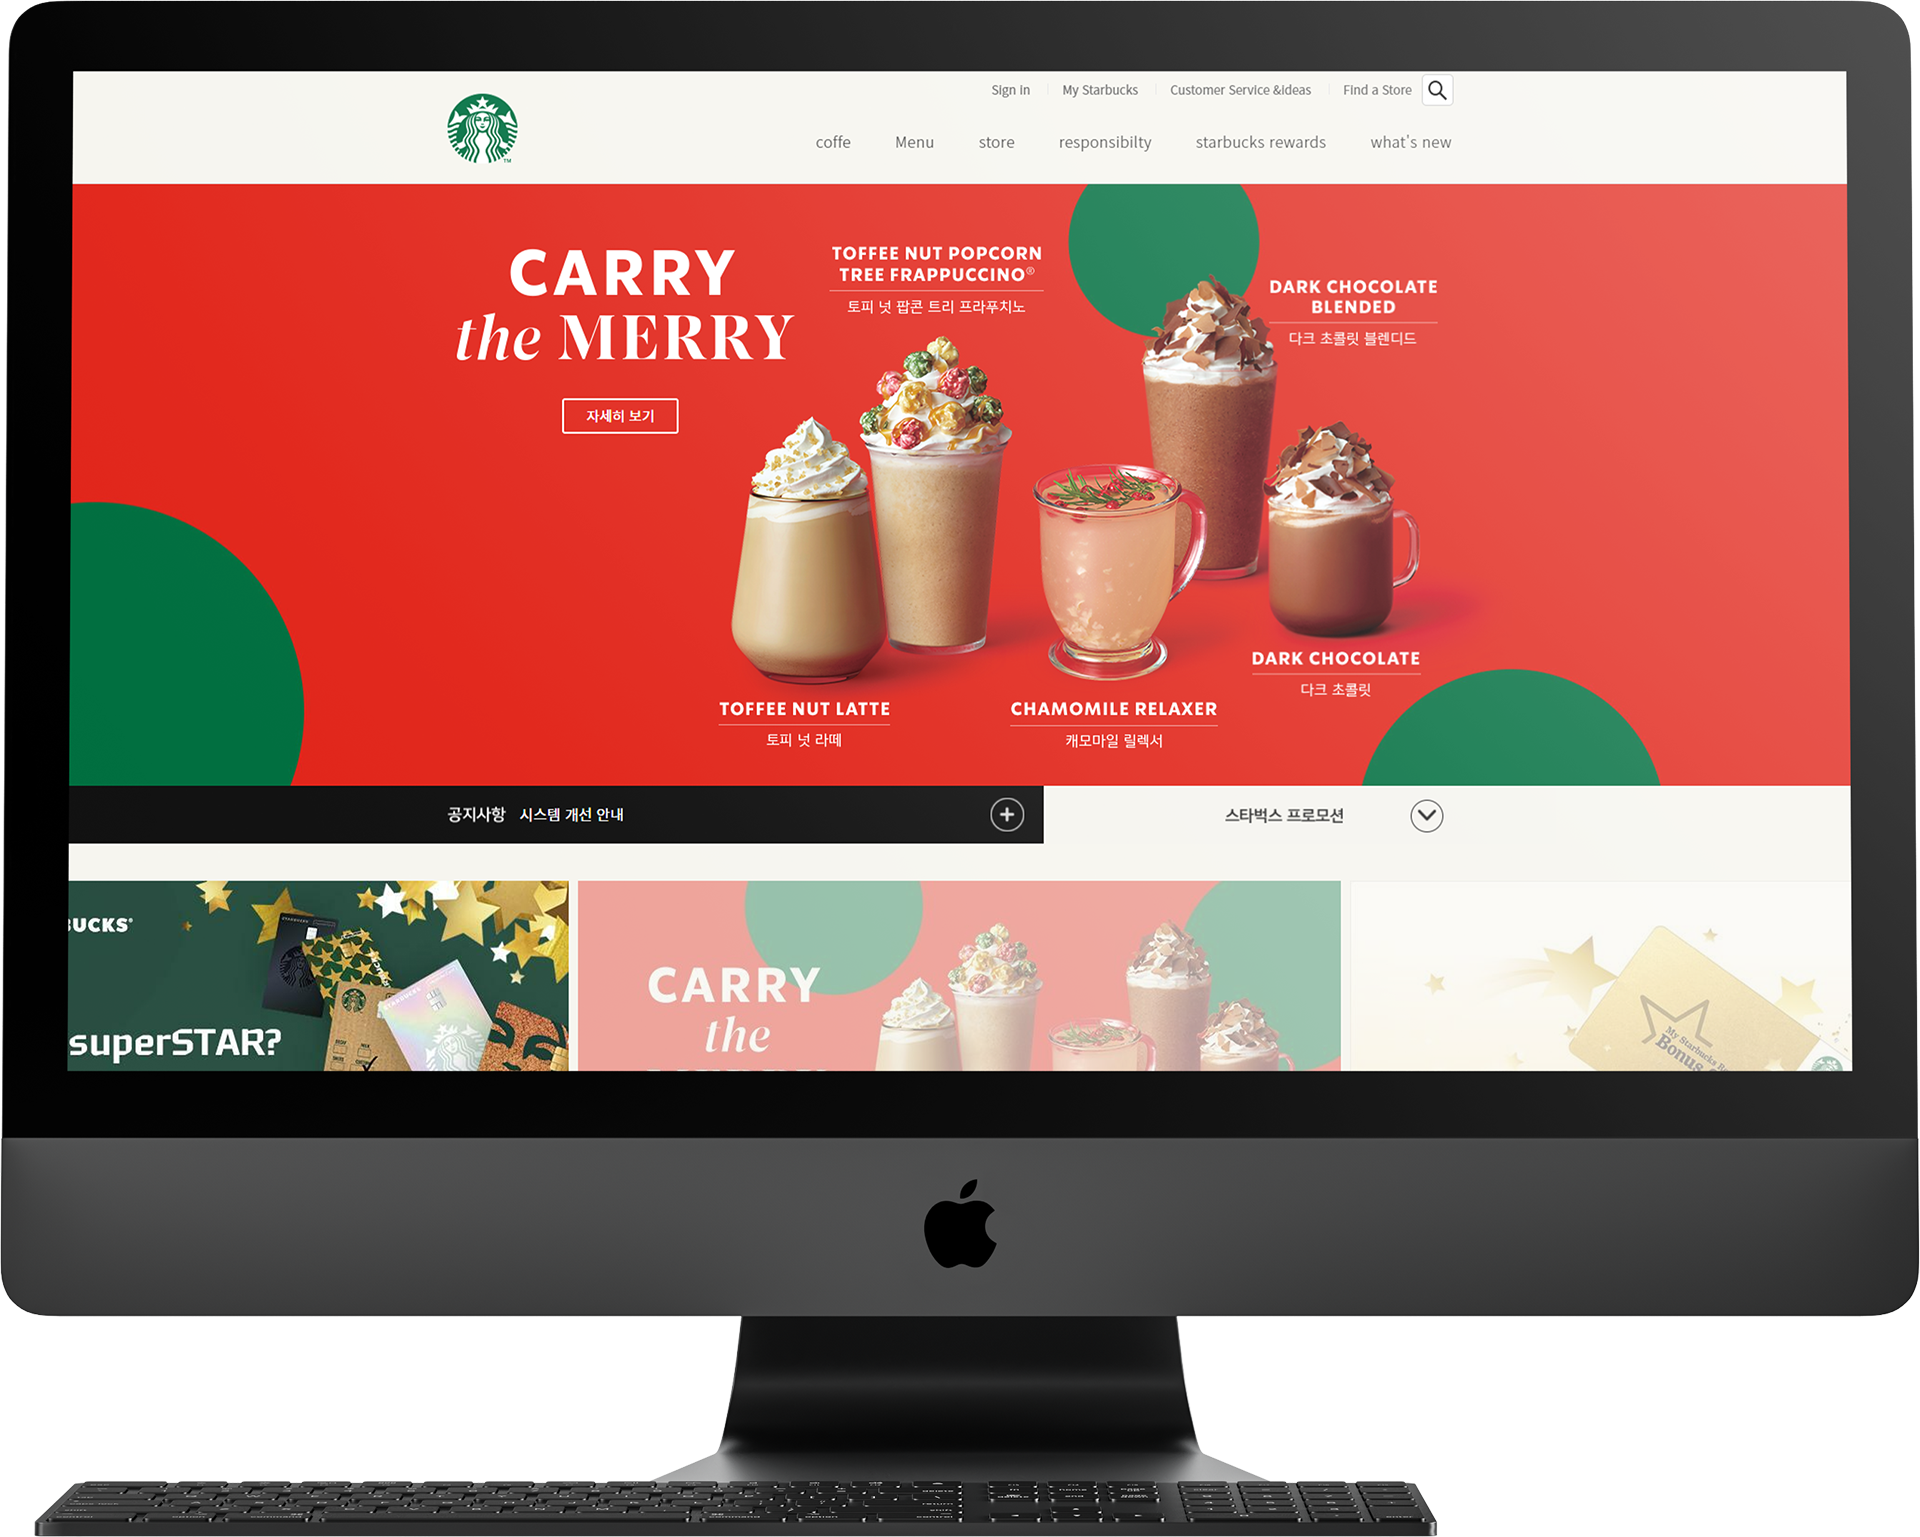 Sign in
My Starbucks
Customer Service &ideas
Find a Store
TM
coffe
Menu
store
responsibilty
starbucks rewards
what's new
CARRY
the MERRY
자세히 보기
TOFFEE NUT POPCORN
TREE FRAPPUCCINO®
토피 넛 팝콘 트리 프라푸치노
DARK CHOCOLATE
BLENDED
다크 초콜릿 블렌디드
DARK CHOCOLATE
다크 초콜릿
TOFFEE NUT LATTE
토피 넛 라떼
CHAMOMILE RELAXER
캐모마일 릴렉서
공지사항 시스템 개선 안내
스타벅스 프로모션
BUCKS®
superSTAR?
CARRY
the
My Starbucks
Bonus